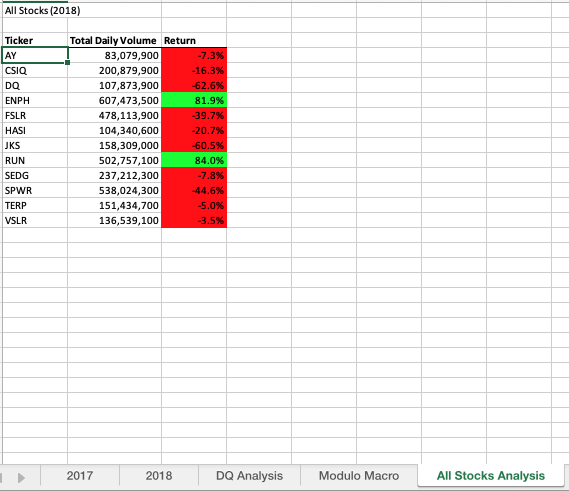 All Stocks (2018)
Ticker Total Daily Volume Return
AY 83,079,900 -7.3%
CSIQ 200,879,900 -16.3%
DQ 107,873,900 -62.6%
ENPH 607,473,500 81.9%
FSLR 478,113,900 -39.7%
HASI 104,340,600 -20.7%
JKS 158,309,000 -60.5%
RUN 502,757,100 84.0%
SEDG 237,212,300 -7.8%
SPWR 538,024,300 -44.6%
TERP 151,434,700 -5.0%
VSLR 136,539,100 -3.5%
2017 2018 DQ Analysis Modulo Macro All Stocks Analysis